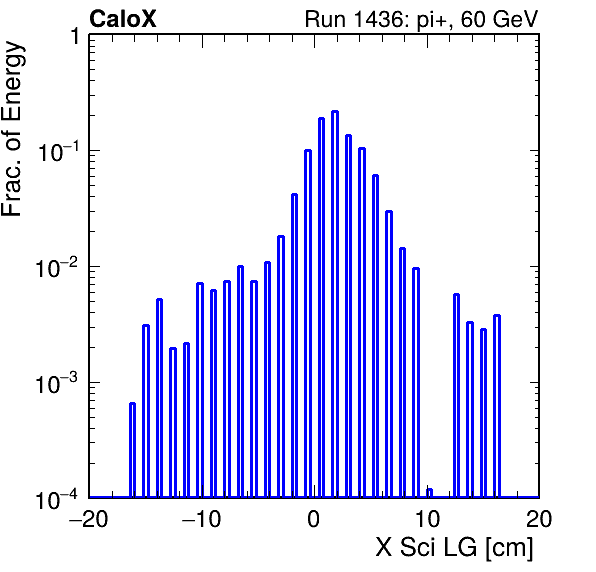 CaloX Run 1436: pi+, 60 GeV
Frac. of Energy
1
10⁻¹
10⁻²
10⁻³
10⁻⁴
−20 −10 0 10 20
X Sci LG [cm]